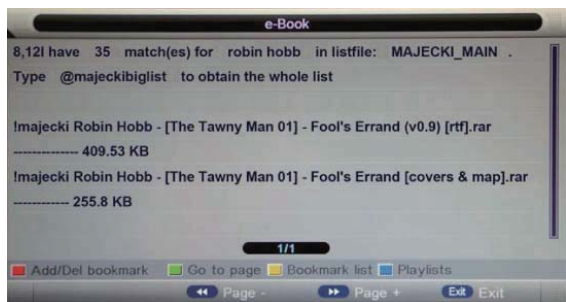 e-Book
8,12I have 35 match(es) for robin hobb in listfile: MAJECKI_MAIN .
Type @majeckibiglist to obtain the whole list
!majecki Robin Hobb - [The Tawny Man 01] - Fool's Errand (v0.9) [rtf].rar
-------------- 409.53 KB
!majecki Robin Hobb - [The Tawny Man 01] - Fool's Errand [covers & map].rar
------------ 255.8 KB
1/1
Add/Del bookmark Go to page Bookmark list Playlists
Page - Page + Exit Exit